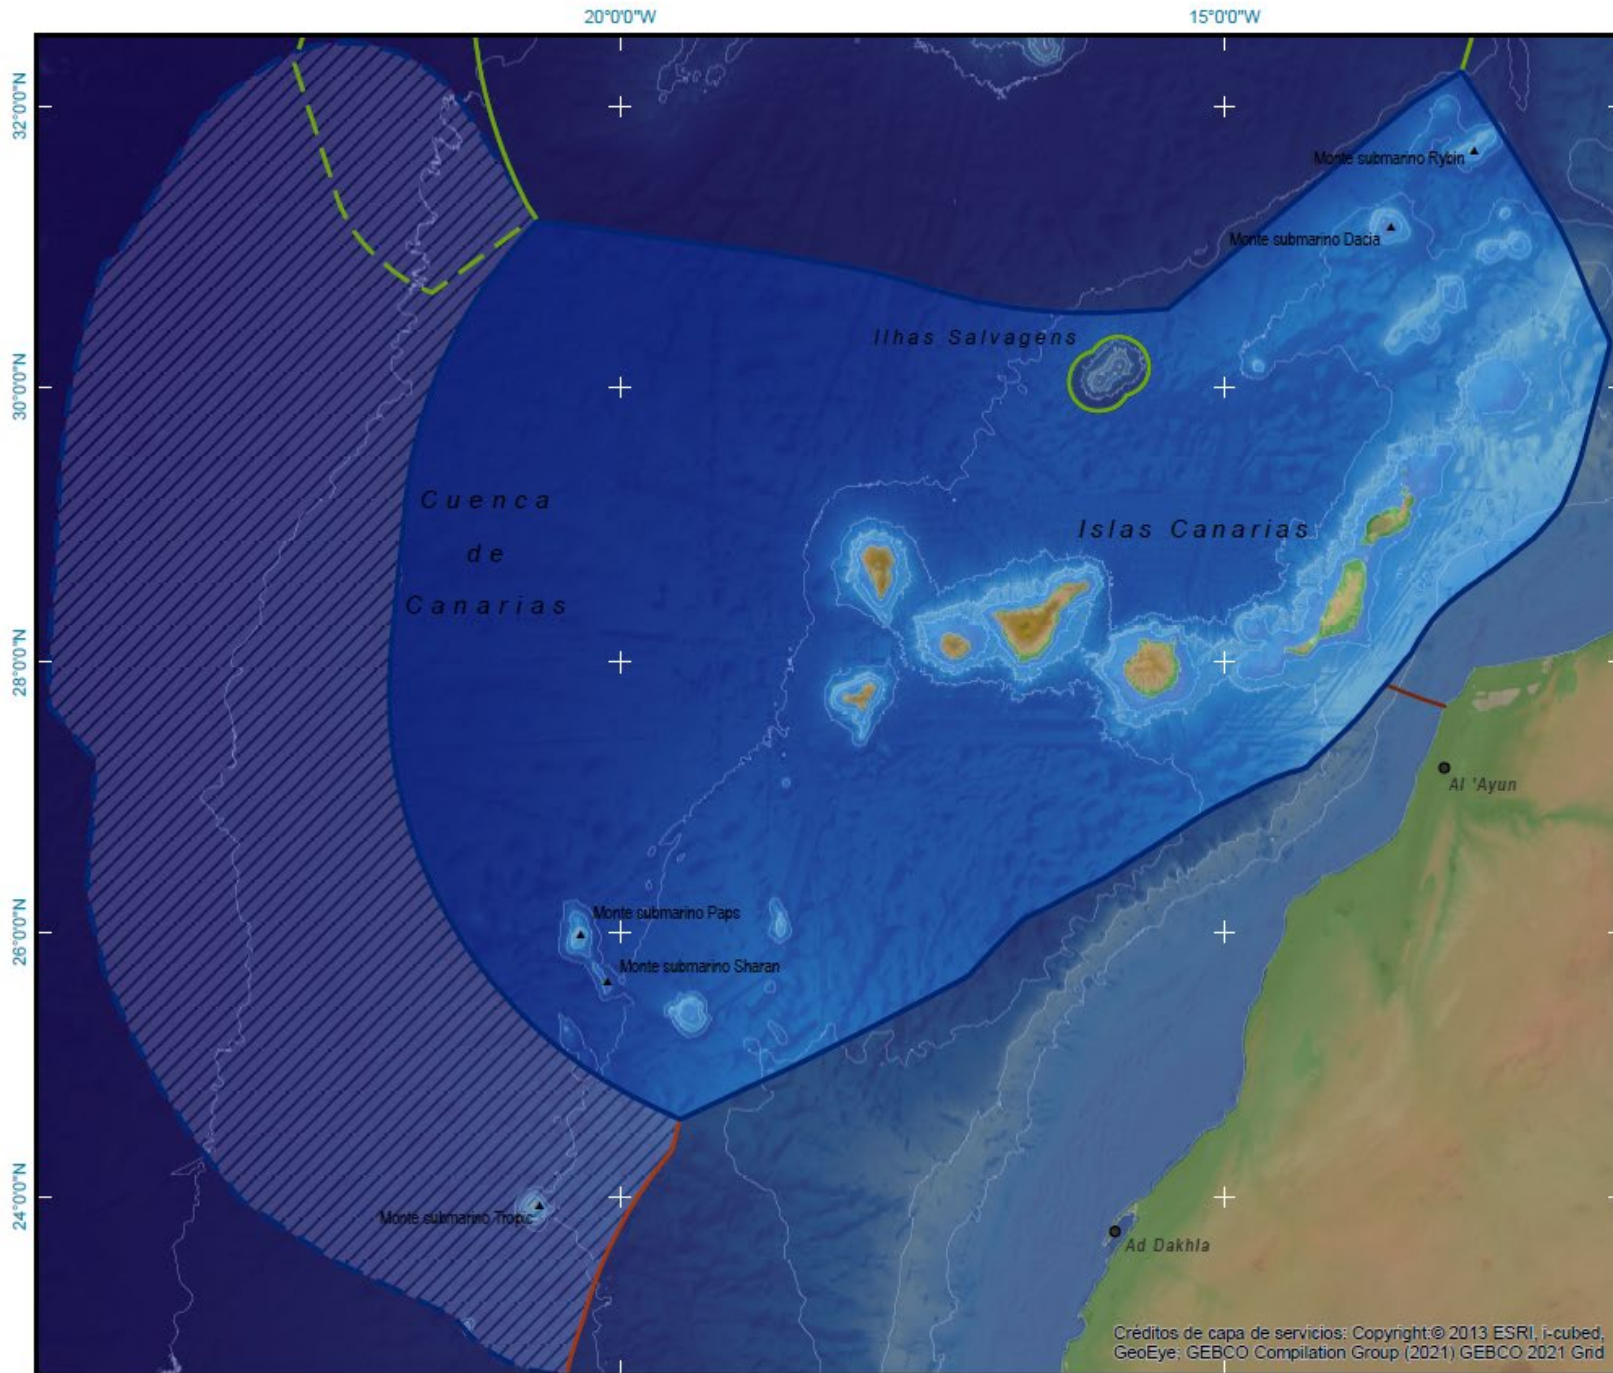 20°0'0"W
15°0'0"W
32°0'0"N
Monte submarino Rybin
Monte submarino Dacia
Ilhas Salvagens
30°0'0"N
Cuenca
de
Canarias
Islas Canarias
28°0'0"N
Al 'Ayun
Monte submarino Paps
26°0'0"N
Monte submarino Sharan
24°0'0"N
Monte submarino Tropic
Ad Dakhla
Créditos de capa de servicios: Copyright:© 2013 ESRI, i-cubed,
GeoEye; GEBCO Compilation Group (2021) GEBCO 2021 Grid